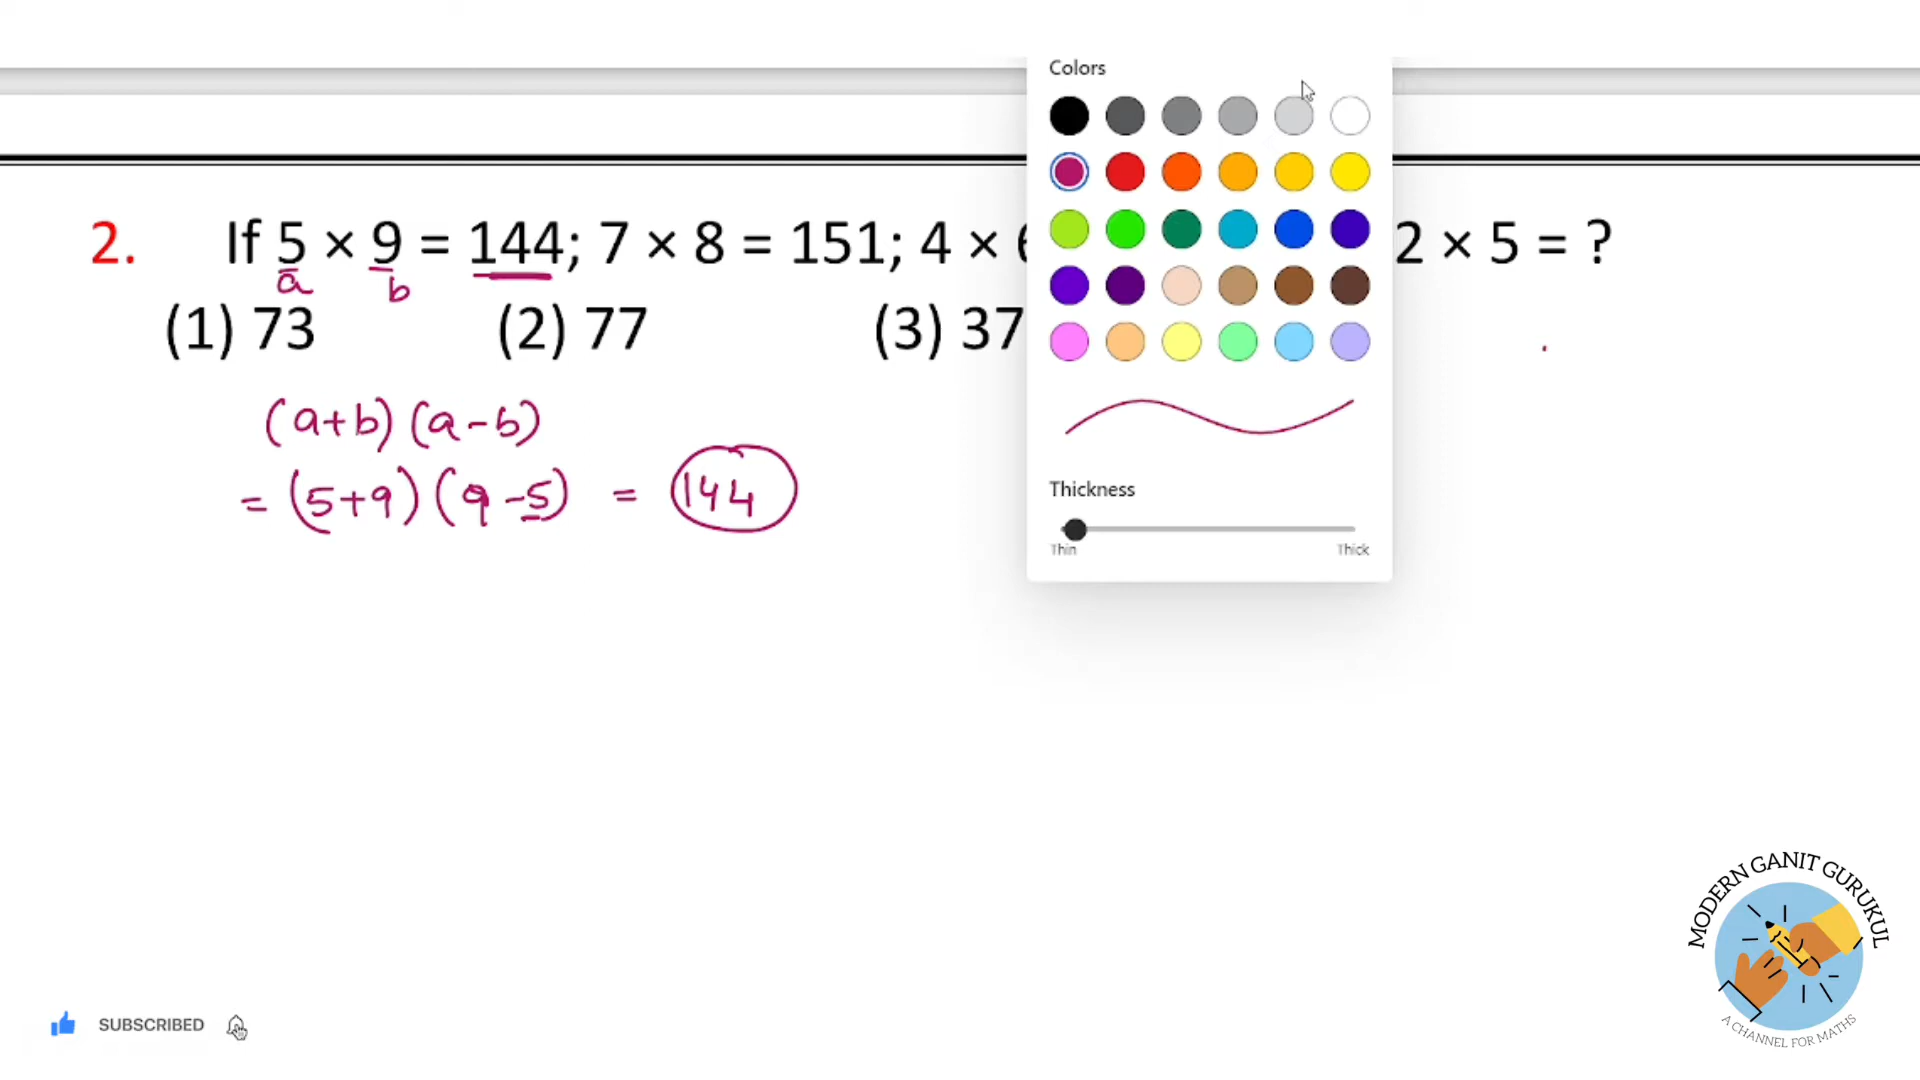 Colors
2. If 5 × 9 = 144; 7 × 8 = 151; 4 × 2 × 5 = ?
a b
(1) 73 (2) 77 (3) 37
(a+b) (a-b)
= (5+9) (9-5) = 144
Thickness
Thin Thick
MODERN GANIT GURUKUL
A CHANNEL FOR MATHS
SUBSCRIBED